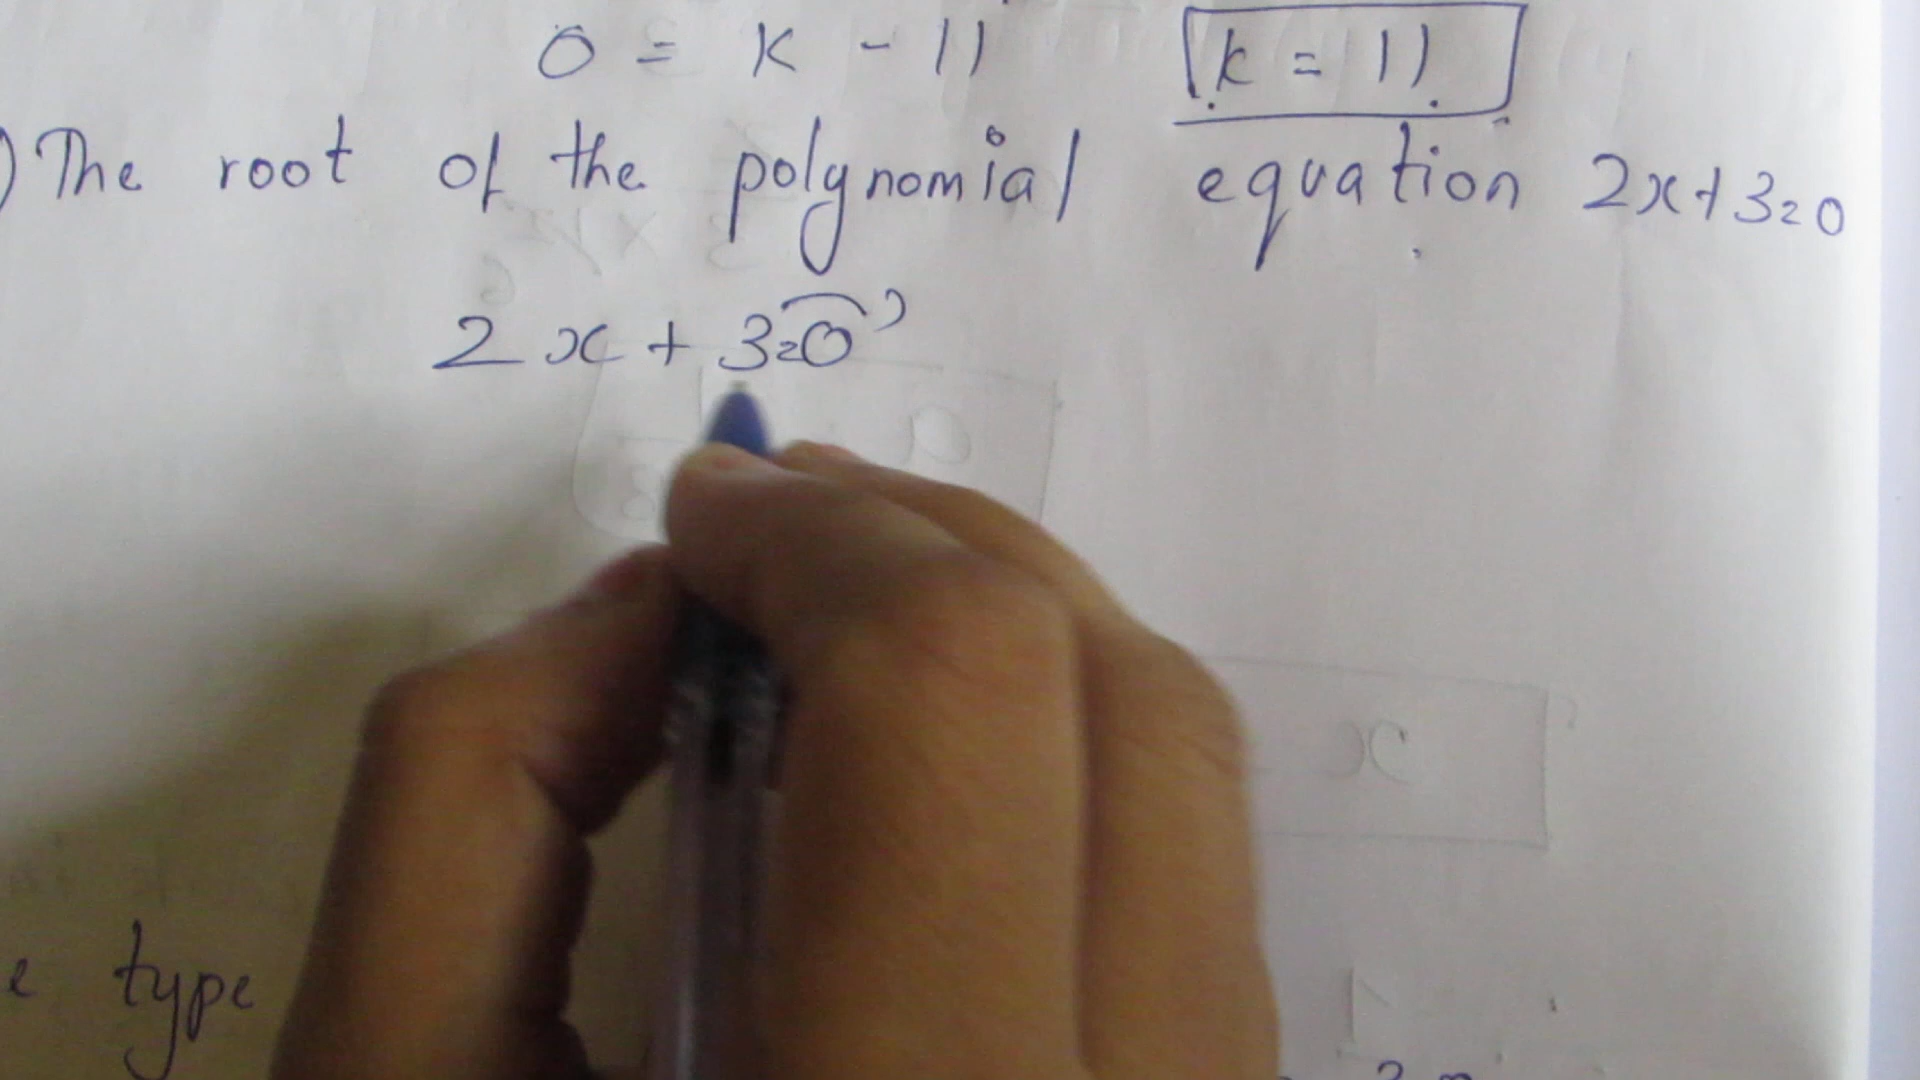 0 = K - 11 k = 11
) The root of the polynomial equation 2x+3=0
2x + 3=0
e type